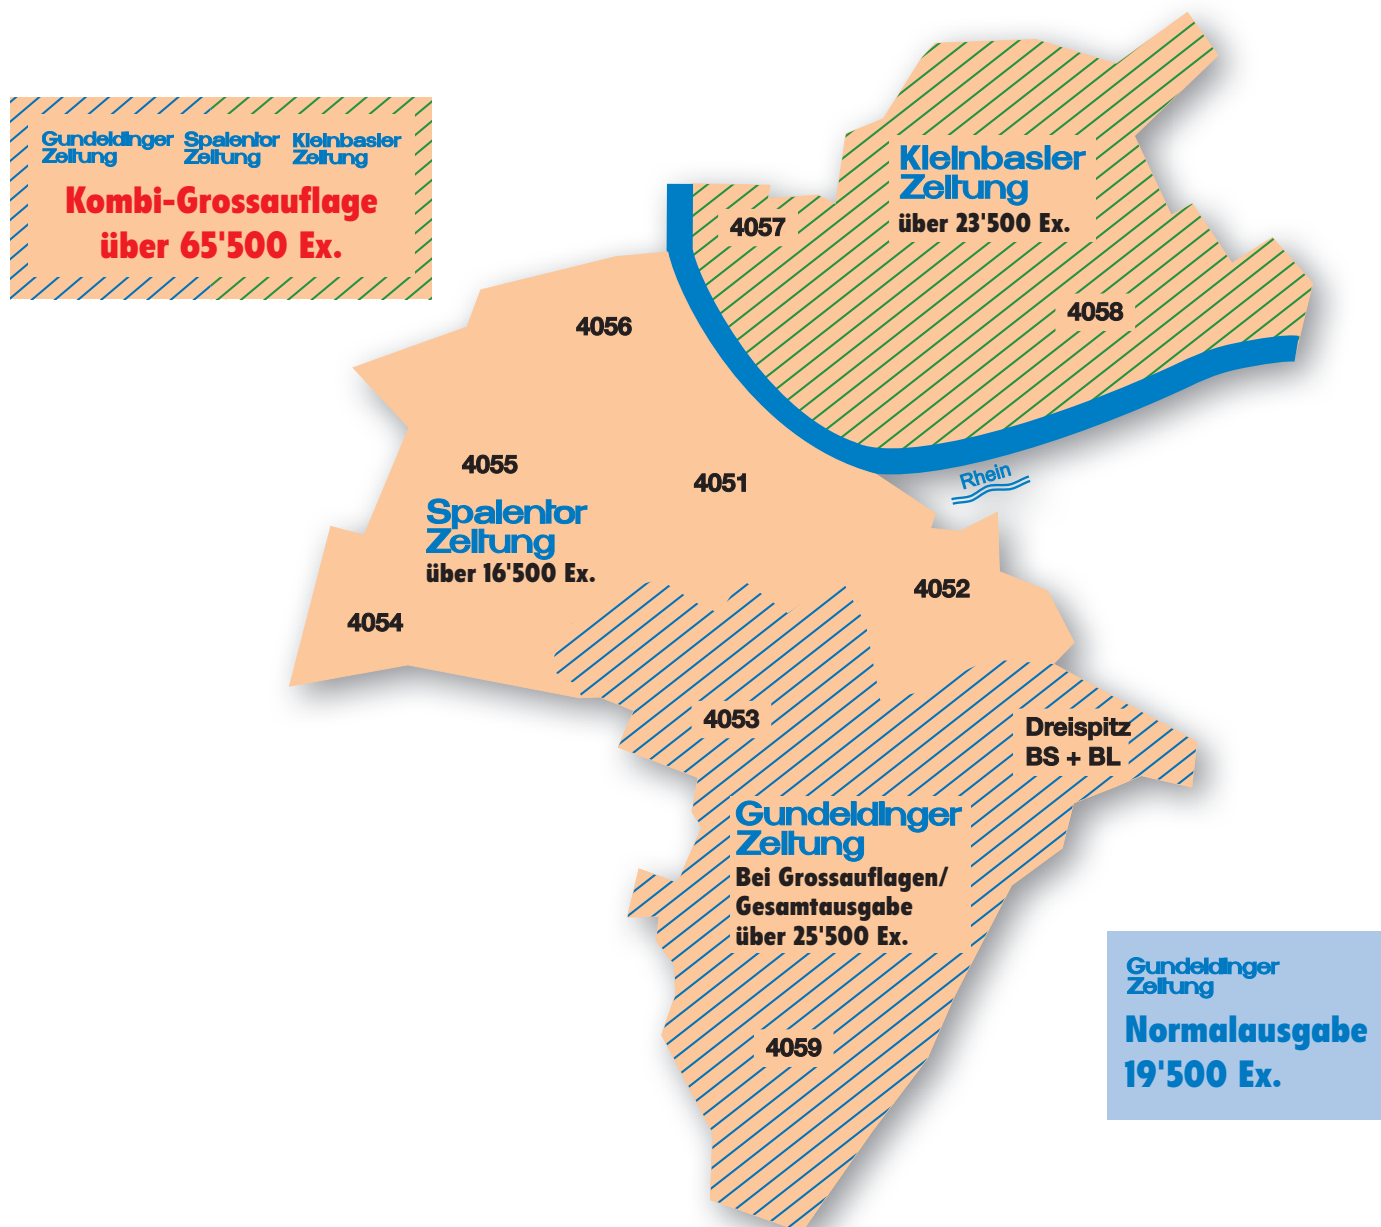 Gundeldinger Zeitung
Spalentor Zeitung
Kleinbasler Zeitung
Kombi-Grossauflage
über 65'500 Ex.
Kleinbasler
Zeitung
über 23'500 Ex.
4057
4058
4056
4055
4051
Rhein
Spalentor
Zeitung
über 16'500 Ex.
4052
4054
4053
Dreispitz
BS + BL
Gundeldinger
Zeitung
Bei Grossauflagen/
Gesamtausgabe
über 25'500 Ex.
4059
Gundeldinger
Zeitung
Normalausgabe
19'500 Ex.